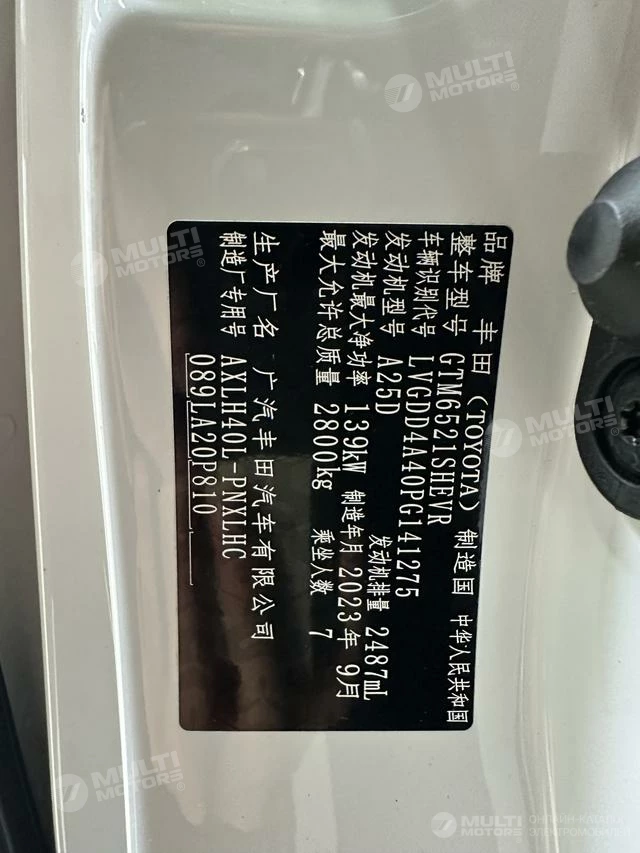 品牌 丰田（TOYOTA） 制造国 中华人民共和国
整车型号 GTM6521SHEVR
车辆识别代号 LVGDD4A40PG141275
发动机型号 A25D 发动机排量 2487mL
发动机最大净功率 139kW 制造年月 2023年 9月
最大允许总质量 2800kg 乘坐人数 7
生产厂名 广汽丰田汽车有限公司
制造厂专用号 AXLH40L-PNXLHC
089LA20P810
MULTI
MOTORS®
MULTI
MOTORS®
MULTI
MOTORS®
MULTI
MOTORS®
MULTI
MOTORS
ОНЛАЙН-КАТАЛОГ
ЭЛЕКТРОМОБИЛЕЙ